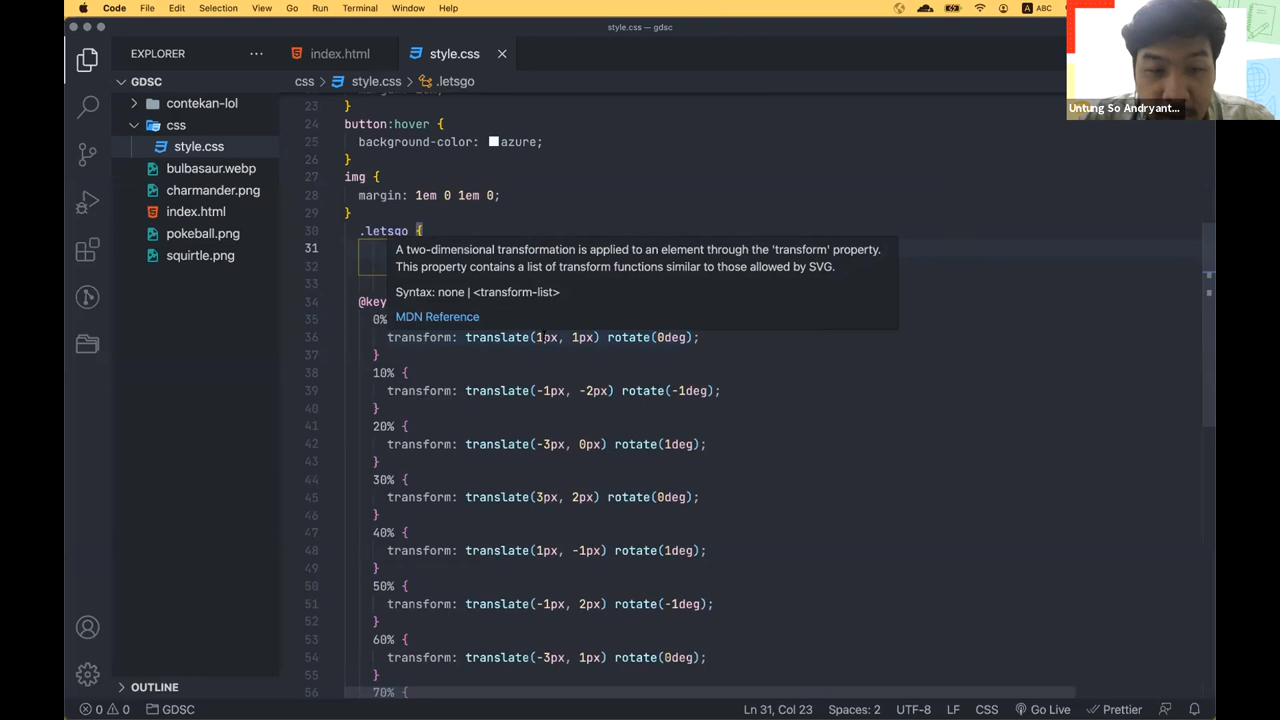 Code File Edit Selection View Go Run Terminal Window Help
A ABC
style.css — gdsc
Untung So Andryant...
EXPLORER
GDSC
contekan-lol
css
style.css
bulbasaur.webp
charmander.png
index.html
pokeball.png
squirtle.png
OUTLINE
index.html
style.css
css > style.css > .letsgo
23 }
24 button:hover {
25 background-color: azure;
26 }
27 img {
28 margin: 1em 0 1em 0;
29 }
30 .letsgo {
31
32
A two-dimensional transformation is applied to an element through the 'transform' property.
This property contains a list of transform functions similar to those allowed by SVG.
Syntax: none | <transform-list>
MDN Reference
34 @key
35 0%
36 transform: translate(1px, 1px) rotate(0deg);
37 }
38 10% {
39 transform: translate(-1px, -2px) rotate(-1deg);
40 }
41 20% {
42 transform: translate(-3px, 0px) rotate(1deg);
43 }
44 30% {
45 transform: translate(3px, 2px) rotate(0deg);
46 }
47 40% {
48 transform: translate(1px, -1px) rotate(1deg);
49 }
50 50% {
51 transform: translate(-1px, 2px) rotate(-1deg);
52 }
53 60% {
54 transform: translate(-3px, 1px) rotate(0deg);
55 }
56 70% {
0 0 GDSC
Ln 31, Col 23 Spaces: 2 UTF-8 LF CSS Go Live Prettier